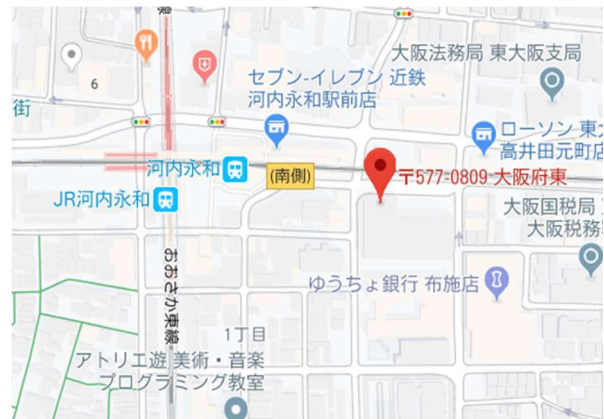 線
大阪法務局 東大阪支局
6
セブン-イレブン 近鉄
河内永和駅前店
街
ローソン 東大
高井田元町店
河内永和
(南側)
〒577-0809 大阪府東
JR河内永和
大阪国税局
大阪税務
おおさか東線
ゆうちょ銀行 布施店
1丁目
アトリエ遊 美術・音楽
プログラミング教室